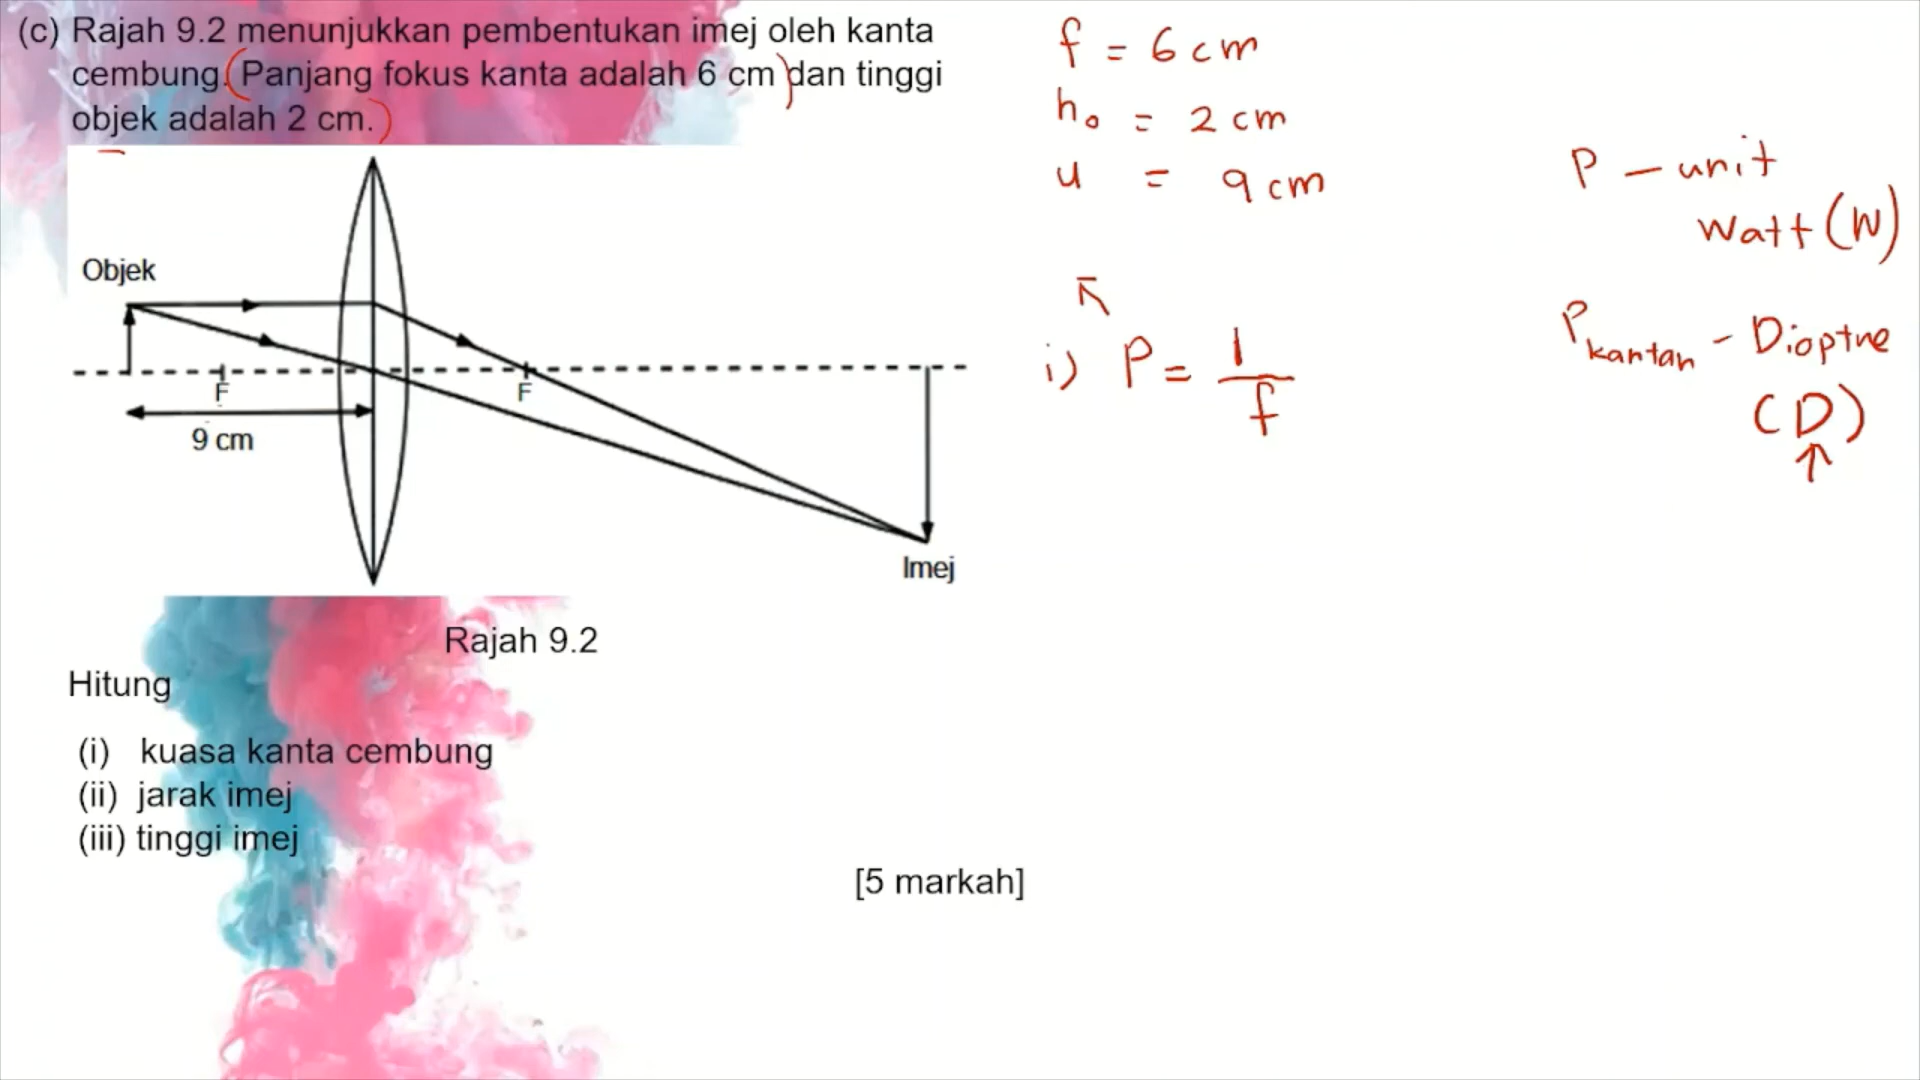 (c) Rajah 9.2 menunjukkan pembentukan imej oleh kanta
cembung. (Panjang fokus kanta adalah 6 cm) dan tinggi
objek adalah 2 cm.)
Objek
F
F
9 cm
Imej
Rajah 9.2
Hitung
(i) kuasa kanta cembung
(ii) jarak imej
(iii) tinggi imej
[5 markah]
f = 6 cm
ho = 2 cm
u = 9 cm
i) P = 1
f
P - unit
Watt (W)
P kantan - Dioptre
(D)